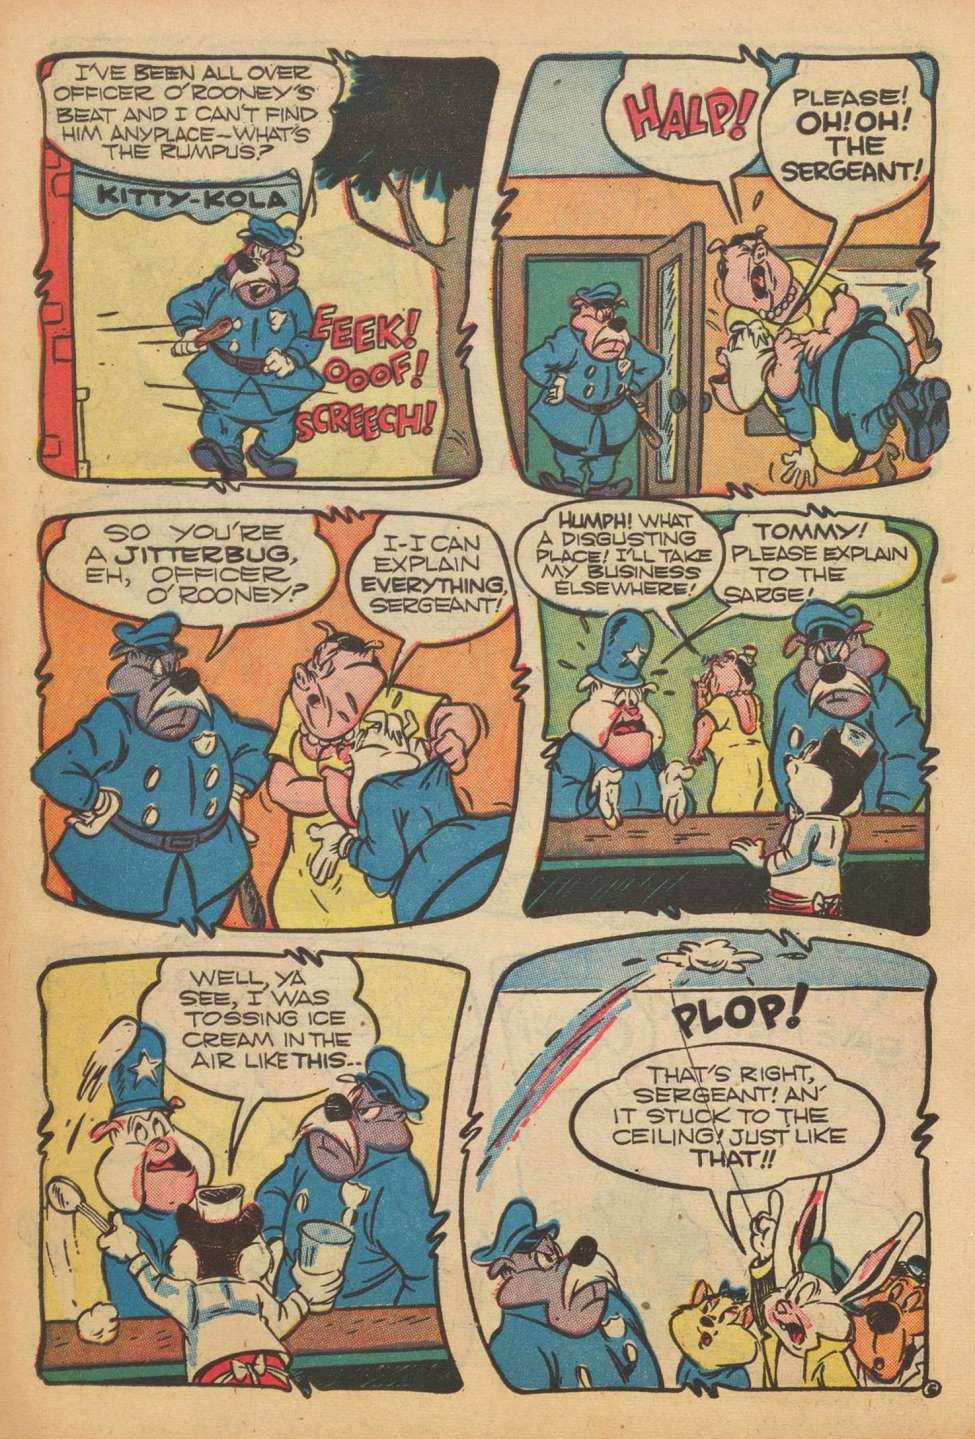 I'VE BEEN ALL OVER
OFFICER O'ROONEY'S
BEAT AND I CAN'T FIND
HIM ANYPLACE~WHAT'S
THE RUMPUS?
KITTY-KOLA
EEEK!
OOOF!
SCREECH!
HALP!
PLEASE!
OH! OH!
THE
SERGEANT!
SO YOU'RE
A JITTERBUG,
EH, OFFICER
O'ROONEY?
I-I CAN
EXPLAIN
EVERYTHING,
SERGEANT!
HUMPH! WHAT
A DISGUSTING
PLACE! I'LL TAKE
MY BUSINESS
ELSEWHERE!
TOMMY!
PLEASE EXPLAIN
TO THE
SARGE!
WELL, YA
SEE, I WAS
TOSSING ICE
CREAM IN THE
AIR LIKE THIS--
PLOP!
THAT'S RIGHT,
SERGEANT! AN'
IT STUCK TO THE
CEILING! JUST LIKE
THAT!!